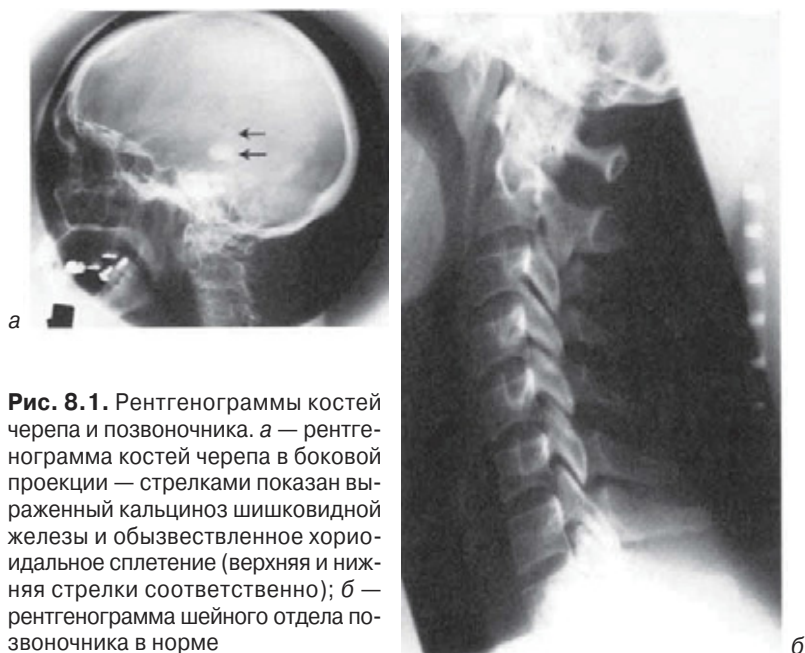 а
Рис. 8.1. Рентгенограммы костей
черепа и позвоночника. а — рентге-
нограмма костей черепа в боковой
проекции — стрелками показан вы-
раженный кальциноз шишковидной
железы и обызвествленное хорио-
идальное сплетение (верхняя и ниж-
няя стрелки соответственно); б —
рентгенограмма шейного отдела по-
звоночника в норме
б